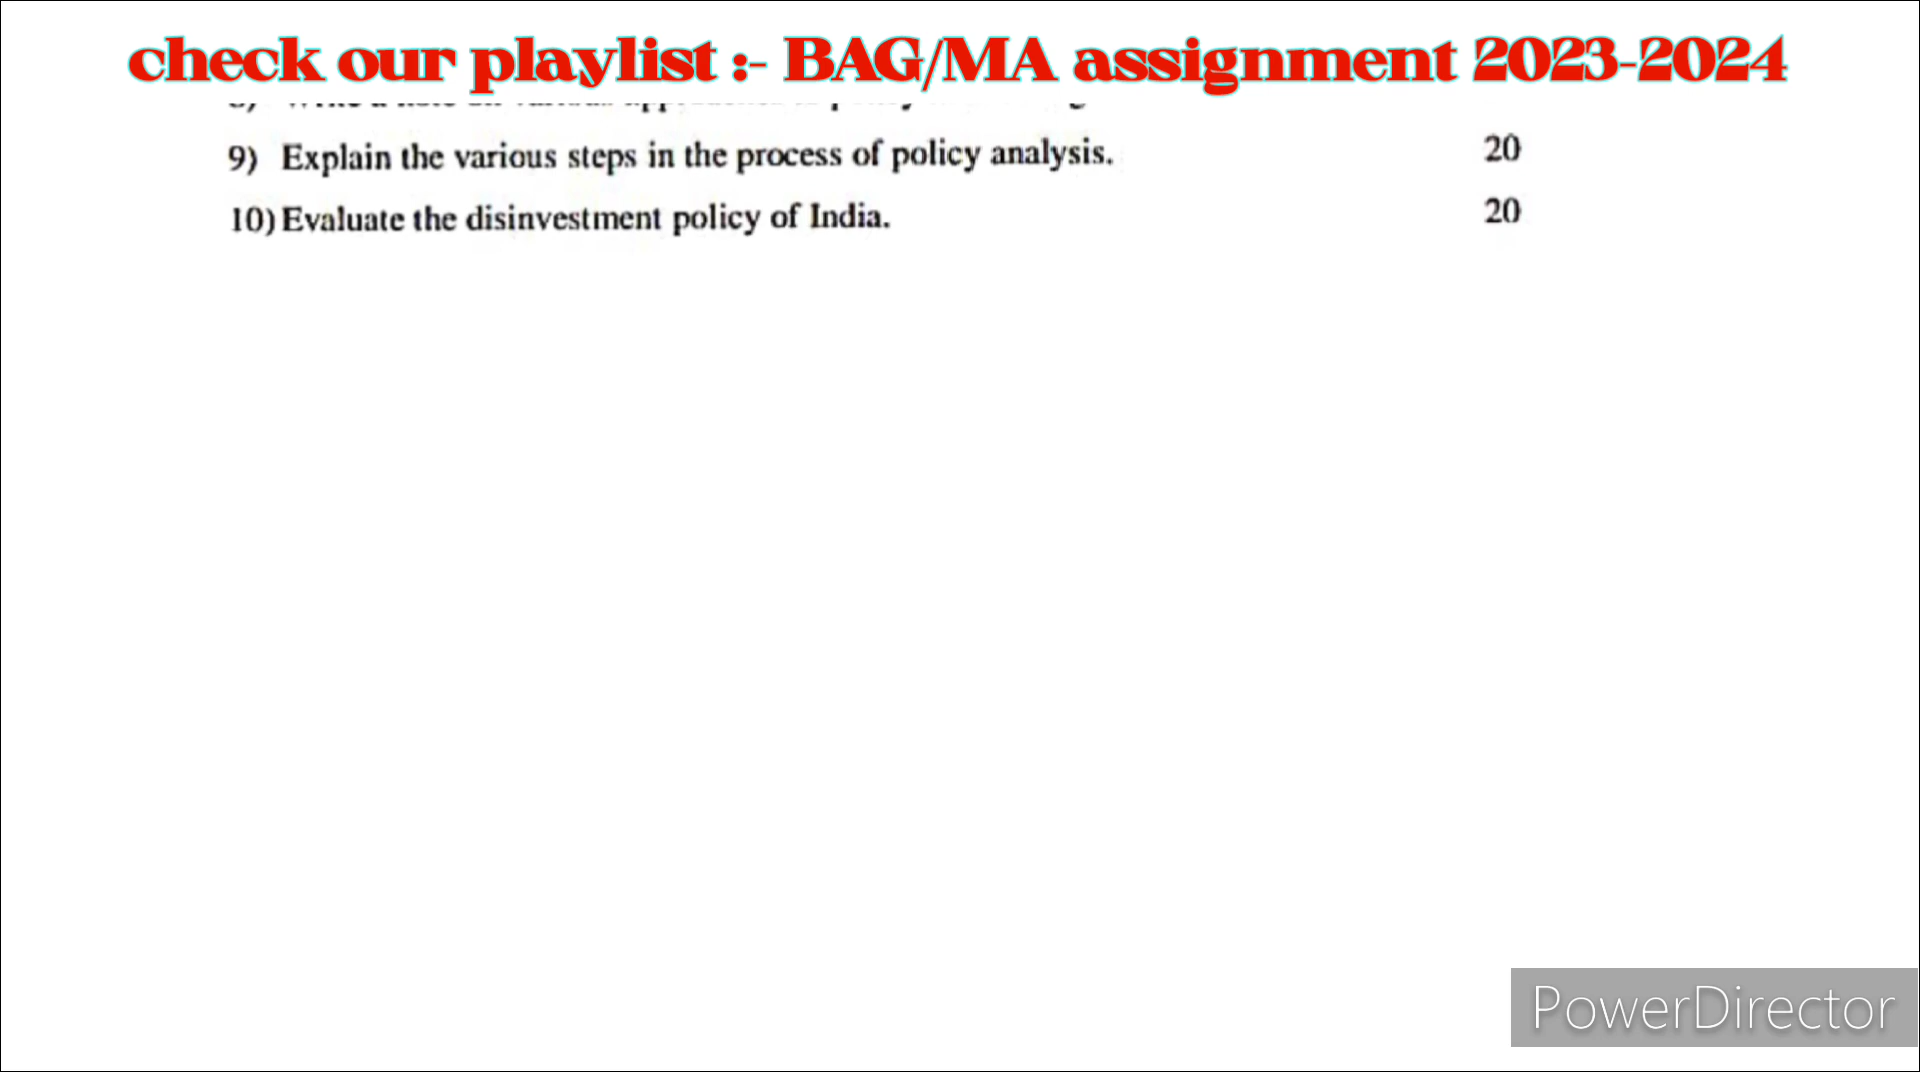 check our playlist :- BAG/MA assignment 2023-2024
9) Explain the various steps in the process of policy analysis. 20
10) Evaluate the disinvestment policy of India. 20
PowerDirector